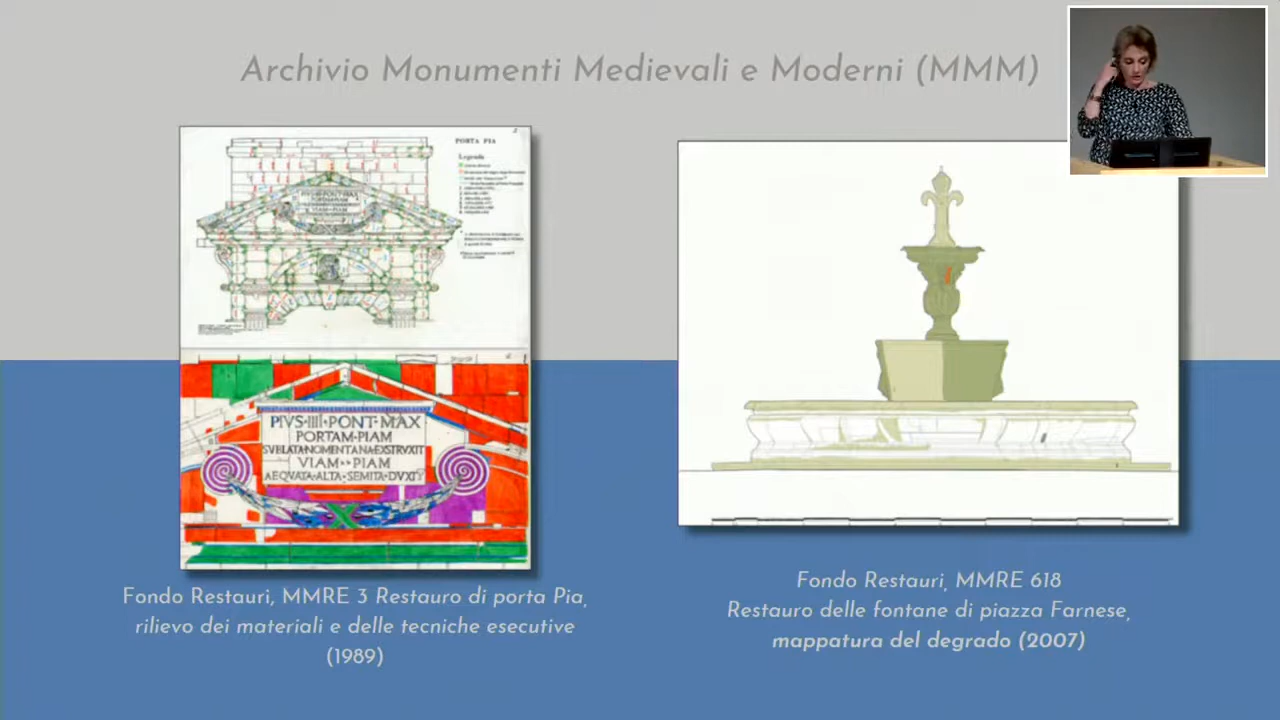 Archivio Monumenti Medievali e Moderni (MMM)
PORTA PIA
Legenda
PIVS·IIII·PONT·MAX
PORTAM·PIAM
SVBLATA·NOMENTANA·EXSTRVXIT
VIAM·PIAM
AEQVATA·ALTA·SEMITA·DVXIT
Fondo Restauri, MMRE 3 Restauro di porta Pia,
rilievo dei materiali e delle tecniche esecutive
(1989)
Fondo Restauri, MMRE 618
Restauro delle fontane di piazza Farnese,
mappatura del degrado (2007)